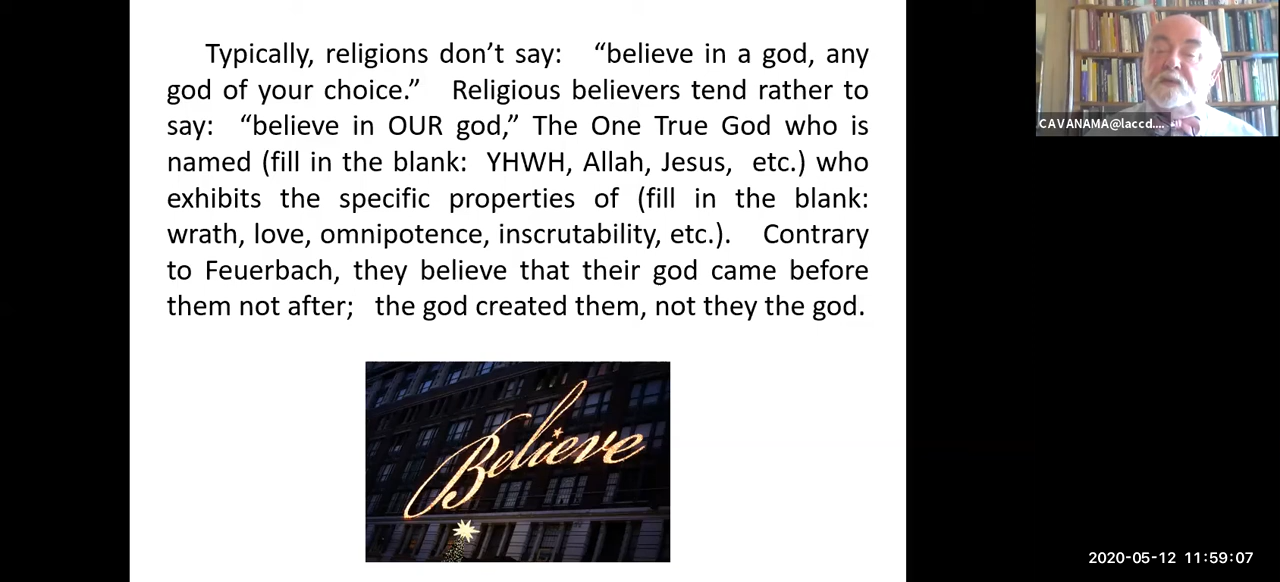 Typically, religions don’t say: “believe in a god, any
god of your choice.” Religious believers tend rather to
say: “believe in OUR god,” The One True God who is
named (fill in the blank: YHWH, Allah, Jesus, etc.) who
exhibits the specific properties of (fill in the blank:
wrath, love, omnipotence, inscrutability, etc.). Contrary
to Feuerbach, they believe that their god came before
them not after; the god created them, not they the god.
Believe
CAVANAMA@laccd....
2020-05-12 11:59:07